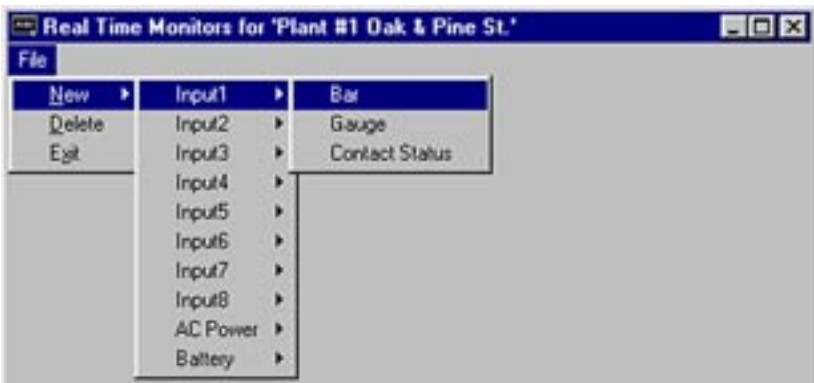 Real Time Monitors for 'Plant #1 Oak & Pine St.'
File
New
Delete
Exit
Input1
Input2
Input3
Input4
Input5
Input6
Input7
Input8
AC Power
Battery
Bar
Gauge
Contact Status